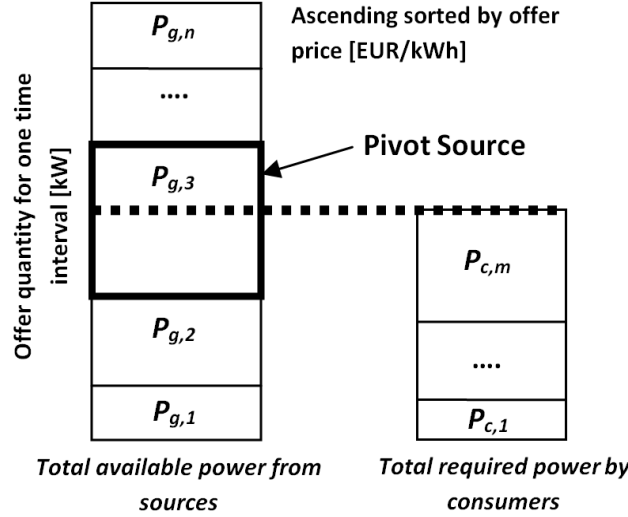 Ascending sorted by offer
price [EUR/kWh]
Offer quantity for one time
interval [kW]
P_g,n
....
Pivot Source
P_g,3
P_g,2
P_g,1
P_c,m
....
P_c,1
Total available power from
sources
Total required power by
consumers